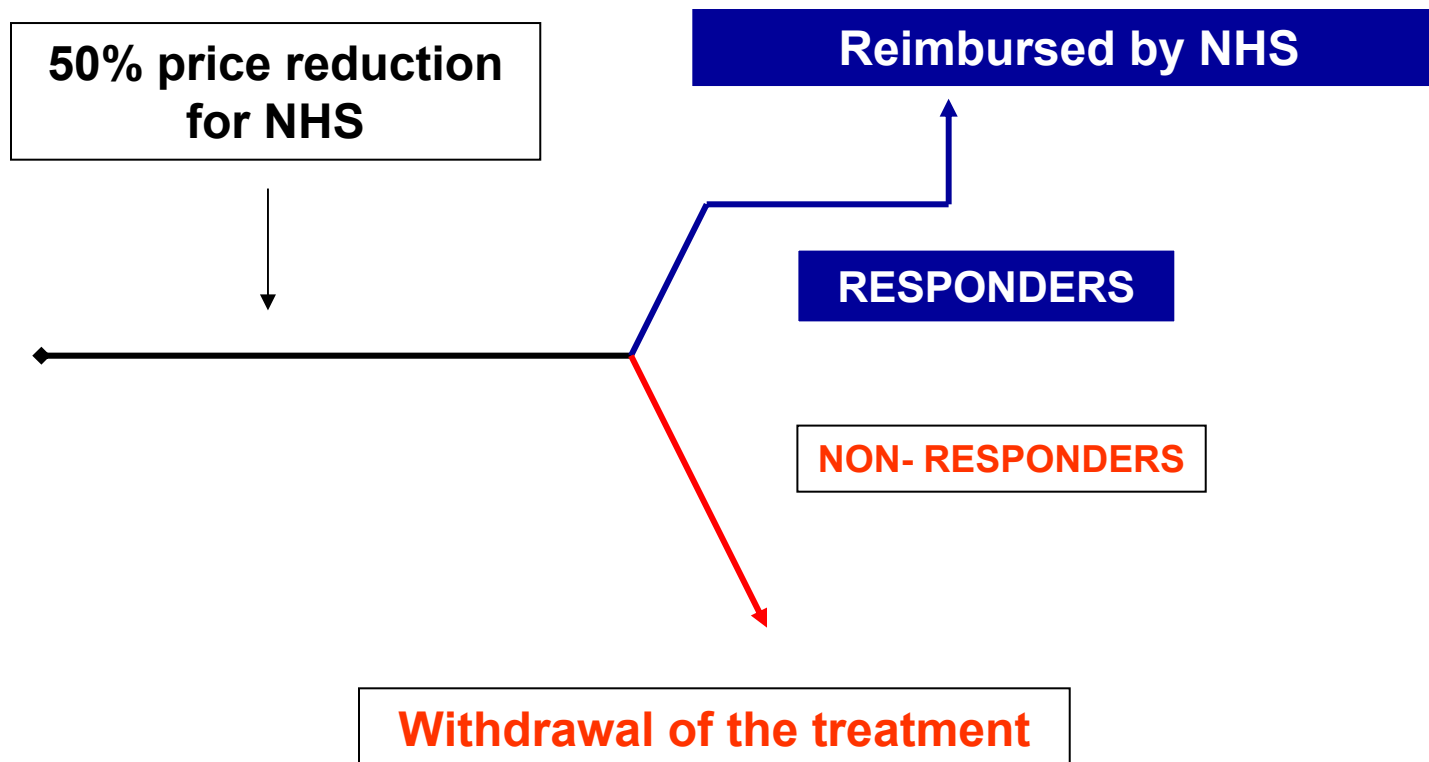 50% price reduction
for NHS
Reimbursed by NHS
RESPONDERS
NON- RESPONDERS
Withdrawal of the treatment